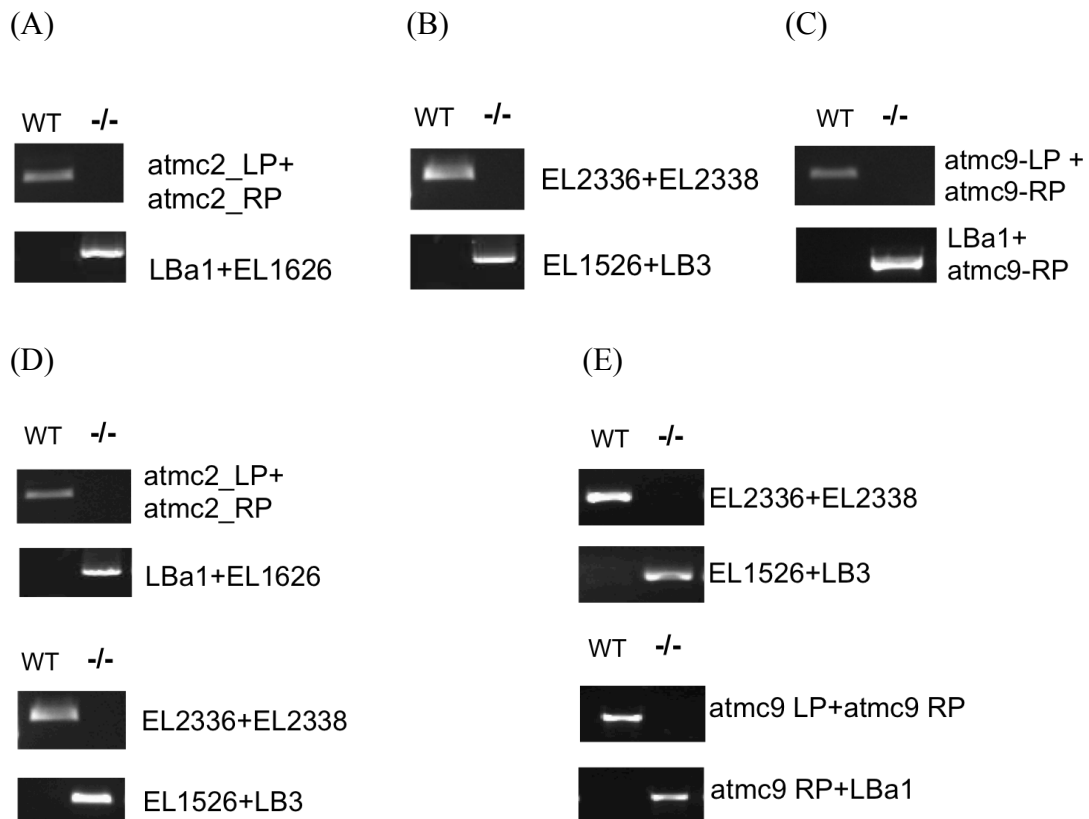 (A)
WT -/-
atmc2_LP+
atmc2_RP
LBa1+EL1626
(B)
WT -/-
EL2336+EL2338
EL1526+LB3
(C)
WT -/-
atmc9-LP +
atmc9-RP
LBa1+
atmc9-RP
(D)
WT -/-
atmc2_LP+
atmc2_RP
LBa1+EL1626
WT -/-
EL2336+EL2338
EL1526+LB3
(E)
WT -/-
EL2336+EL2338
EL1526+LB3
WT -/-
atmc9 LP+atmc9 RP
atmc9 RP+LBa1